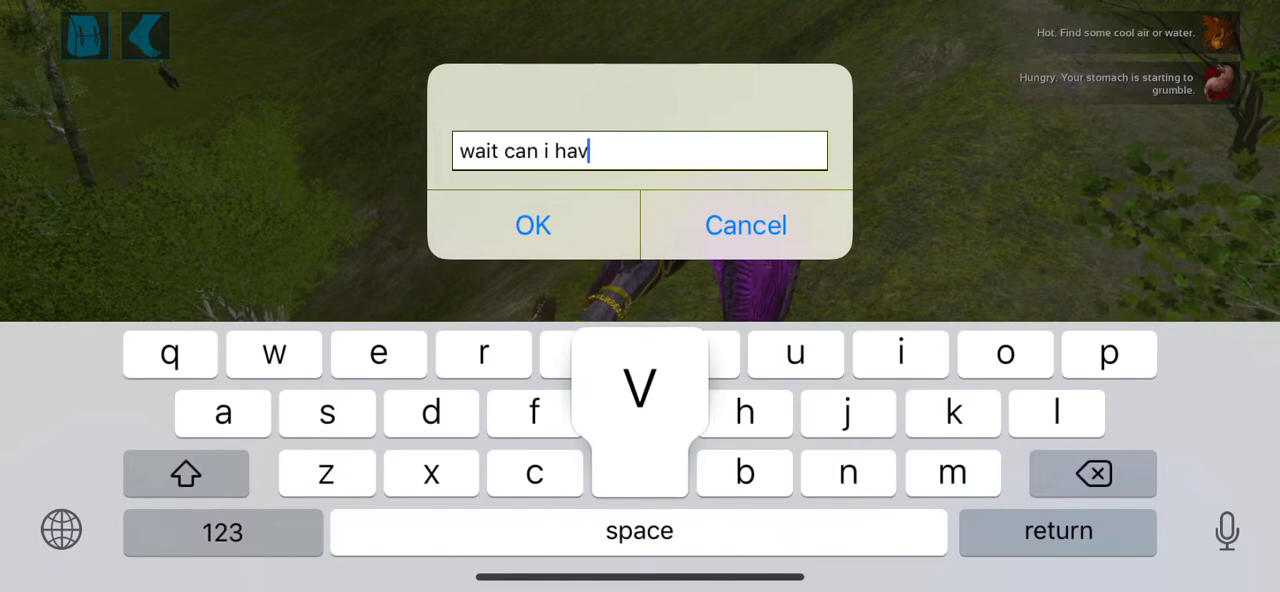 Hot. Find some cool air or water.
Hungry. Your stomach is starting to
grumble.
wait can i hav
OK Cancel
q w e r u i o p
a s d f V h j k l
z x c b n m
123 space return